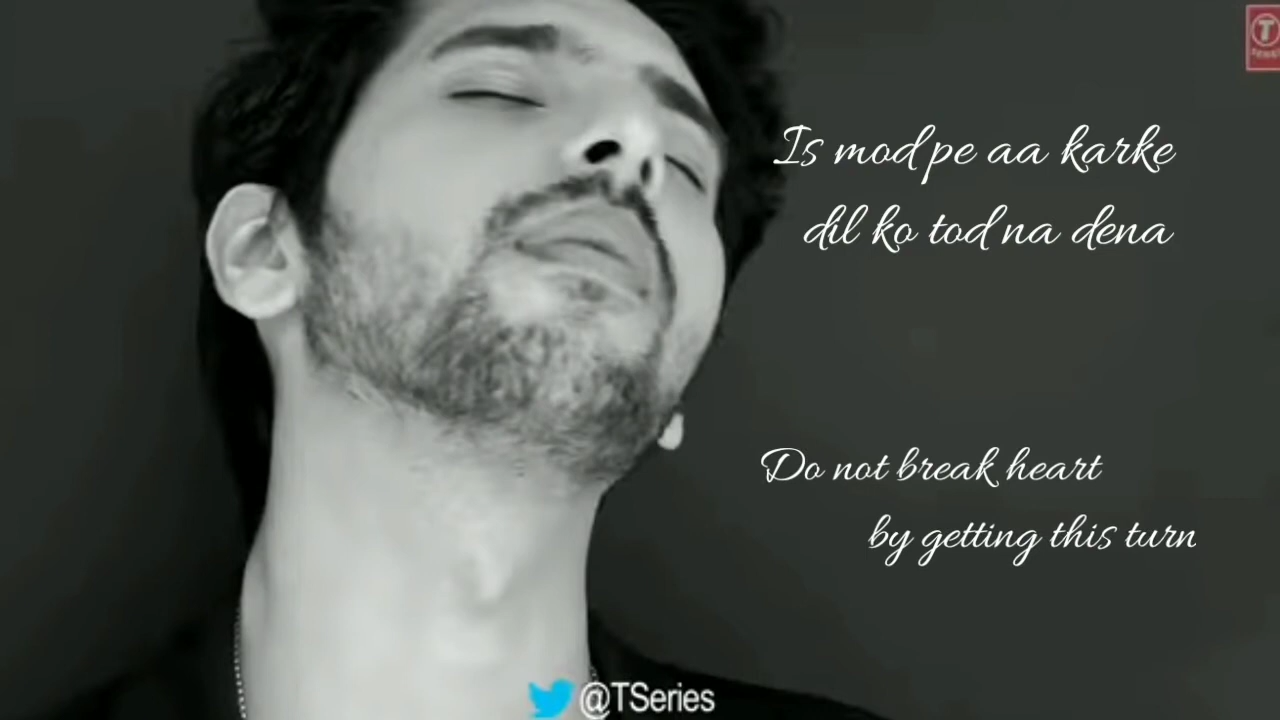 T
SERIES
Is mod pe aa karke
dil ko tod na dena
Do not break heart
by getting this turn
@TSeries